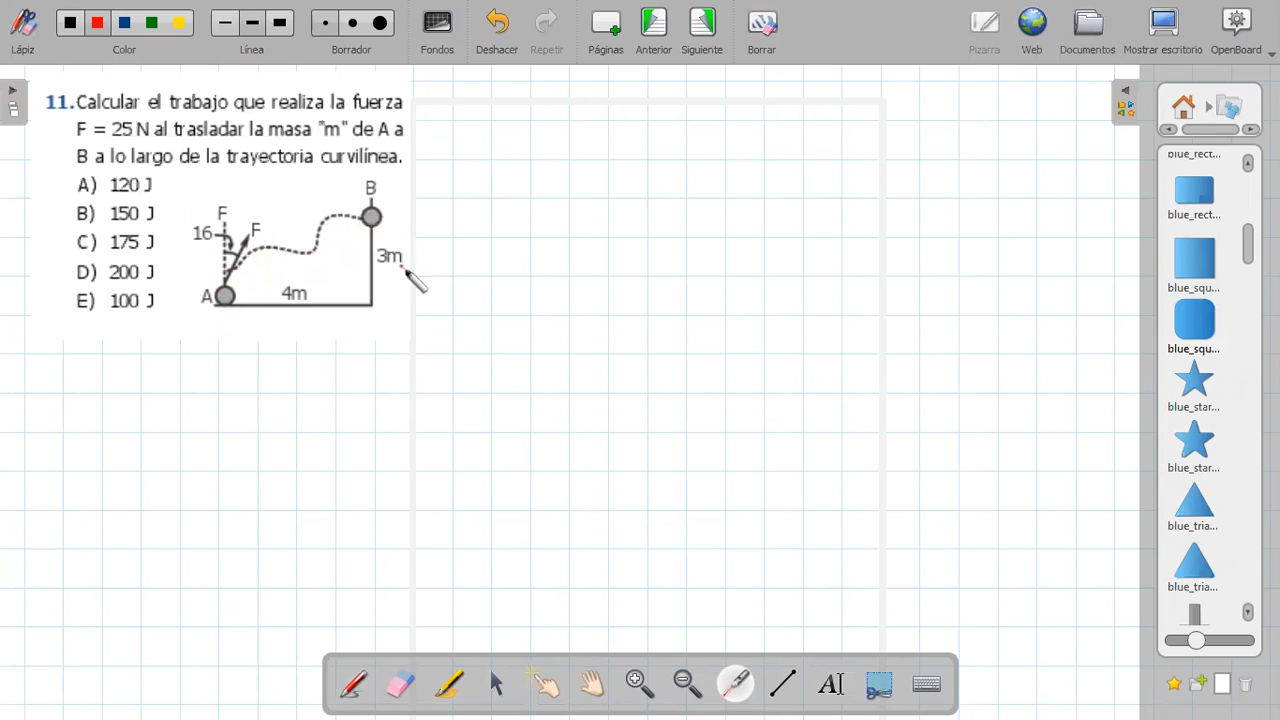 Lápiz
Color
Línea
Borrador
Fondos
Deshacer
Repetir
Páginas
Anterior
Siguiente
Borrar
Pizarra
Web
Documentos
Mostrar escritorio
OpenBoard
11. Calcular el trabajo que realiza la fuerza
F = 25 N al trasladar la masa "m" de A a
B a lo largo de la trayectoria curvilínea.
A) 120 J
B) 150 J
C) 175 J
D) 200 J
E) 100 J
B
F
16
F
3m
A
4m
blue_rect...
blue_rect...
blue_squ...
blue_squ...
blue_star...
blue_star...
blue_tria...
blue_tria...
AI